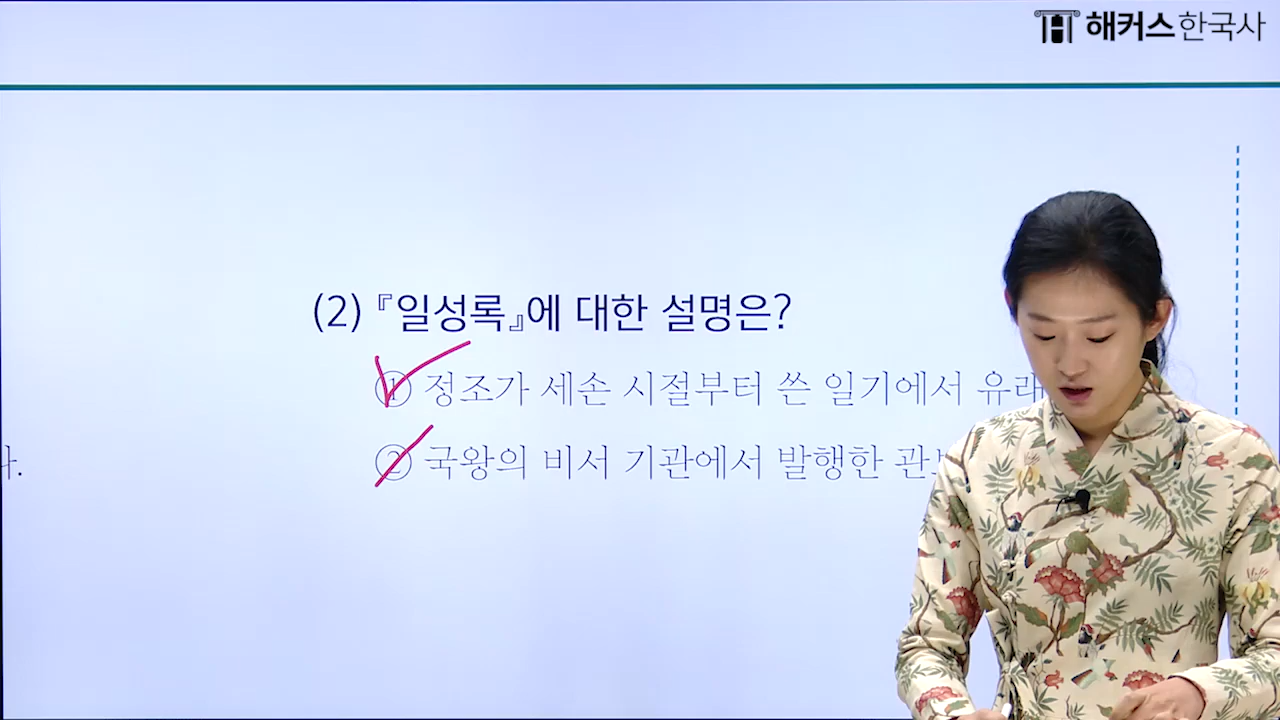 해커스한국사
(2) 『일성록』에 대한 설명은?
① 정조가 세손 시절부터 쓴 일기에서 유래
② 국왕의 비서 기관에서 발행한